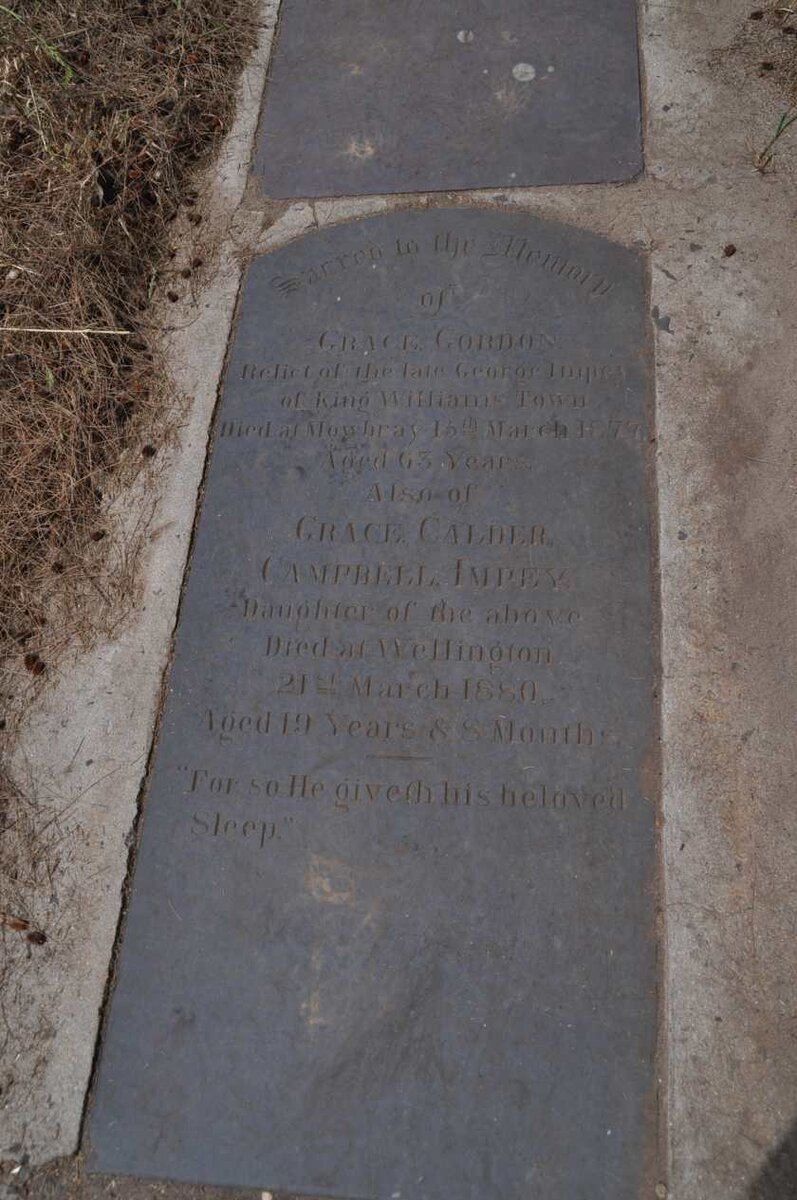 Sacred to the Memory
of
GRACE GORDON
Relict of the late George Impey
of King Williams Town
Died at Mowbray 15th March 1877
Aged 63 Years.
Also of
GRACE CALDER
CAMPBELL IMPEY.
Daughter of the above
Died at Wellington
21st March 1880.
Aged 19 Years & 8 Months.
"For so He giveth his beloved
Sleep."